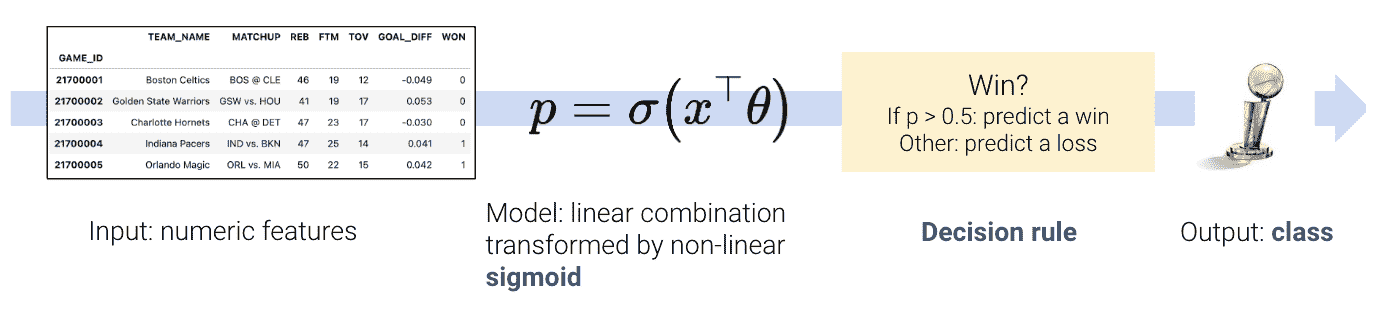 TEAM_NAME MATCHUP REB FTM TOV GOAL_DIFF WON
GAME_ID
21700001 Boston Celtics BOS @ CLE 46 19 12 -0.049 0
21700002 Golden State Warriors GSW vs. HOU 41 19 17 0.053 0
21700003 Charlotte Hornets CHA @ DET 47 23 17 -0.030 0
21700004 Indiana Pacers IND vs. BKN 47 25 14 0.041 1
21700005 Orlando Magic ORL vs. MIA 50 22 15 0.042 1
Input: numeric features
p = σ(x⊤θ)
Model: linear combination
transformed by non-linear
sigmoid
Win?
If p > 0.5: predict a win
Other: predict a loss
Decision rule
Output: class